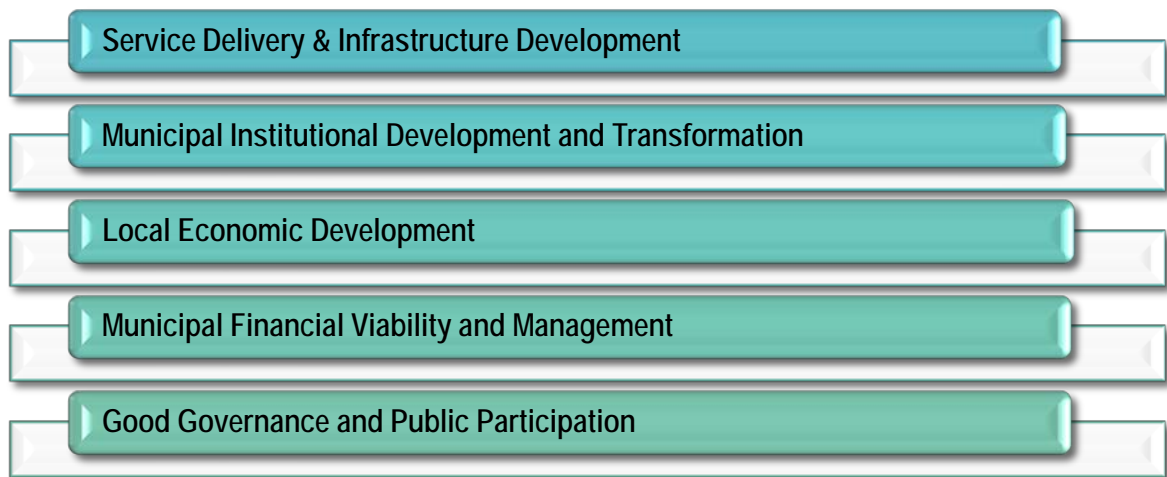 Service Delivery & Infrastructure Development
Municipal Institutional Development and Transformation
Local Economic Development
Municipal Financial Viability and Management
Good Governance and Public Participation